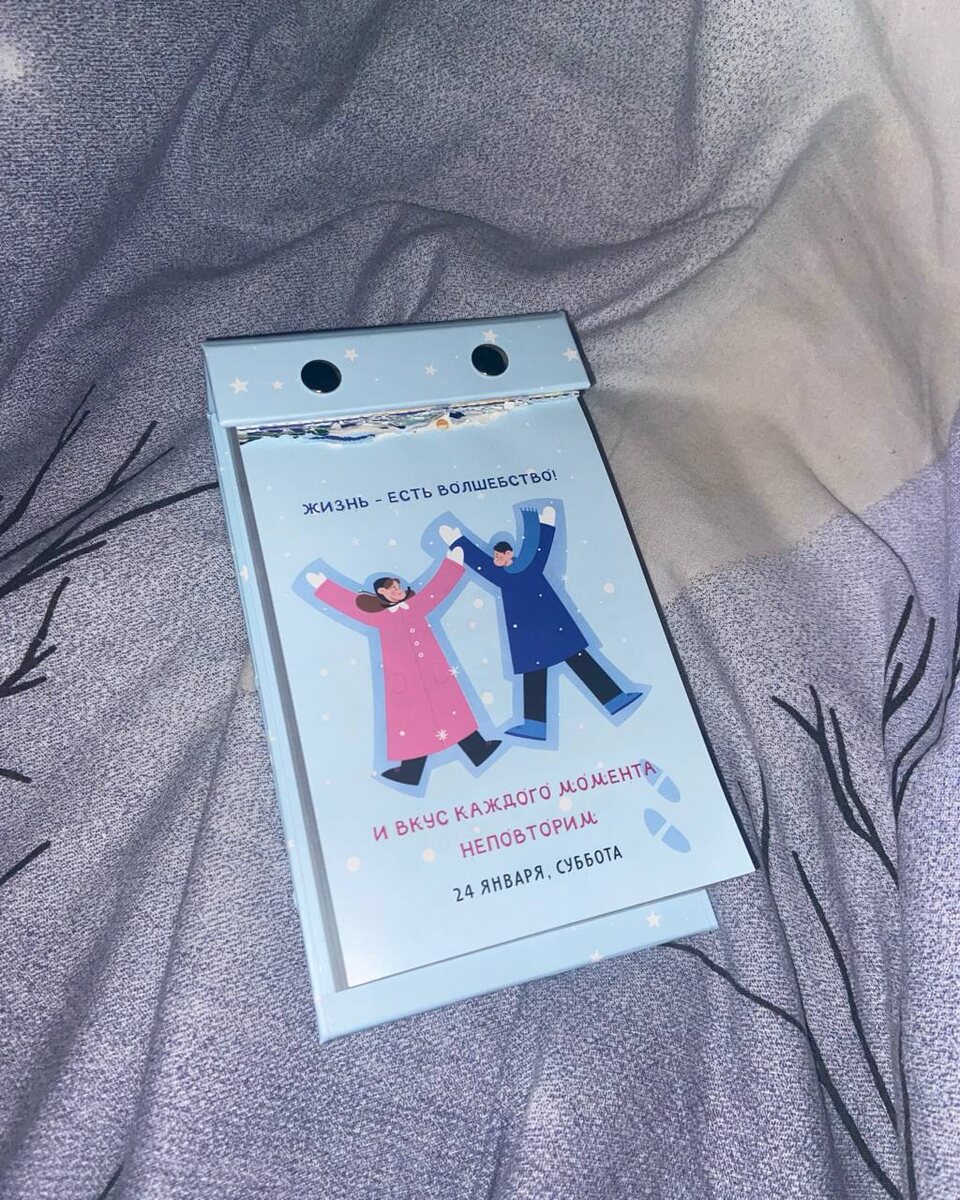 ЖИЗНЬ - ЕСТЬ ВОЛШЕБСТВО!
И ВКУС КАЖДОГО МОМЕНТА
НЕПОВТОРИМ
24 ЯНВАРЯ, СУББОТА